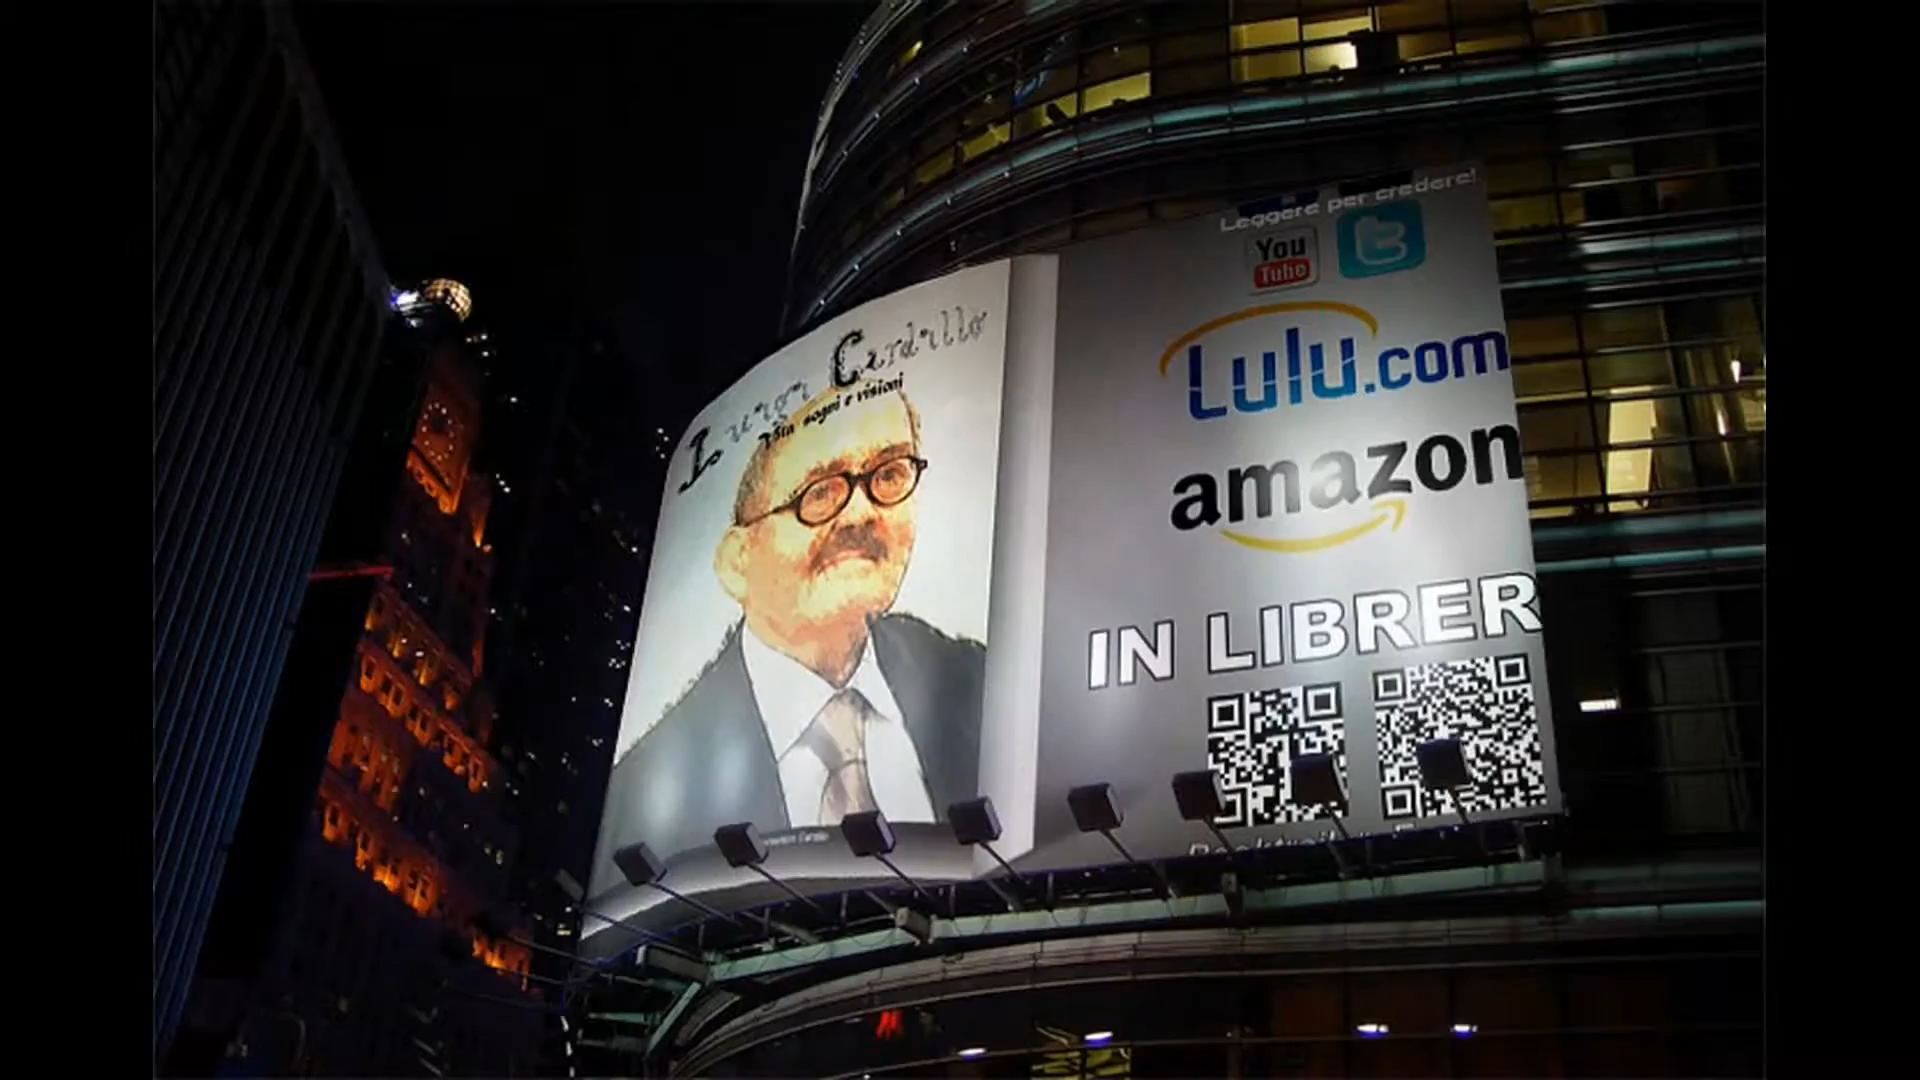 Luigi Cardillo
Vita sogni e visioni
Leggere per credere!
You
Tube
t
Lulu.com
amazon
IN LIBRER